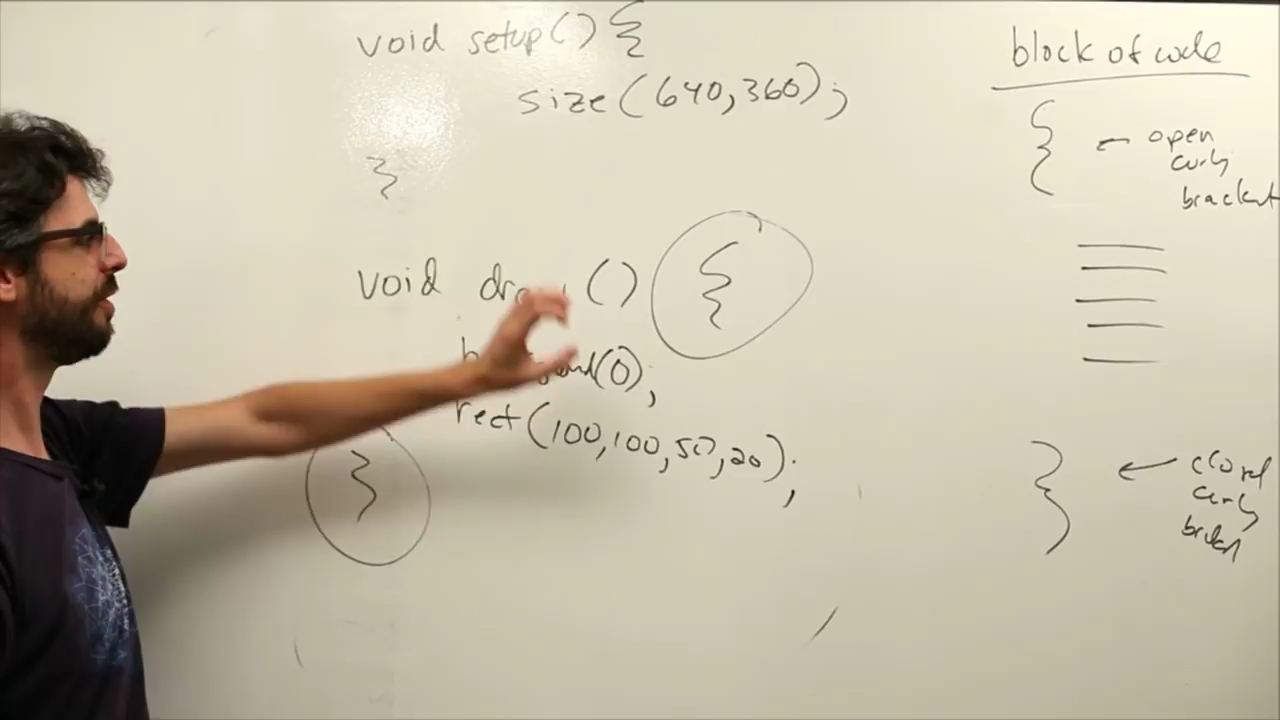 void setup() {
size(640,360);
}
void () {
(0);
rect(100,100,50,20);
}
block of code
{ ← open
curly
bracket
} ← closed
curly
bracket